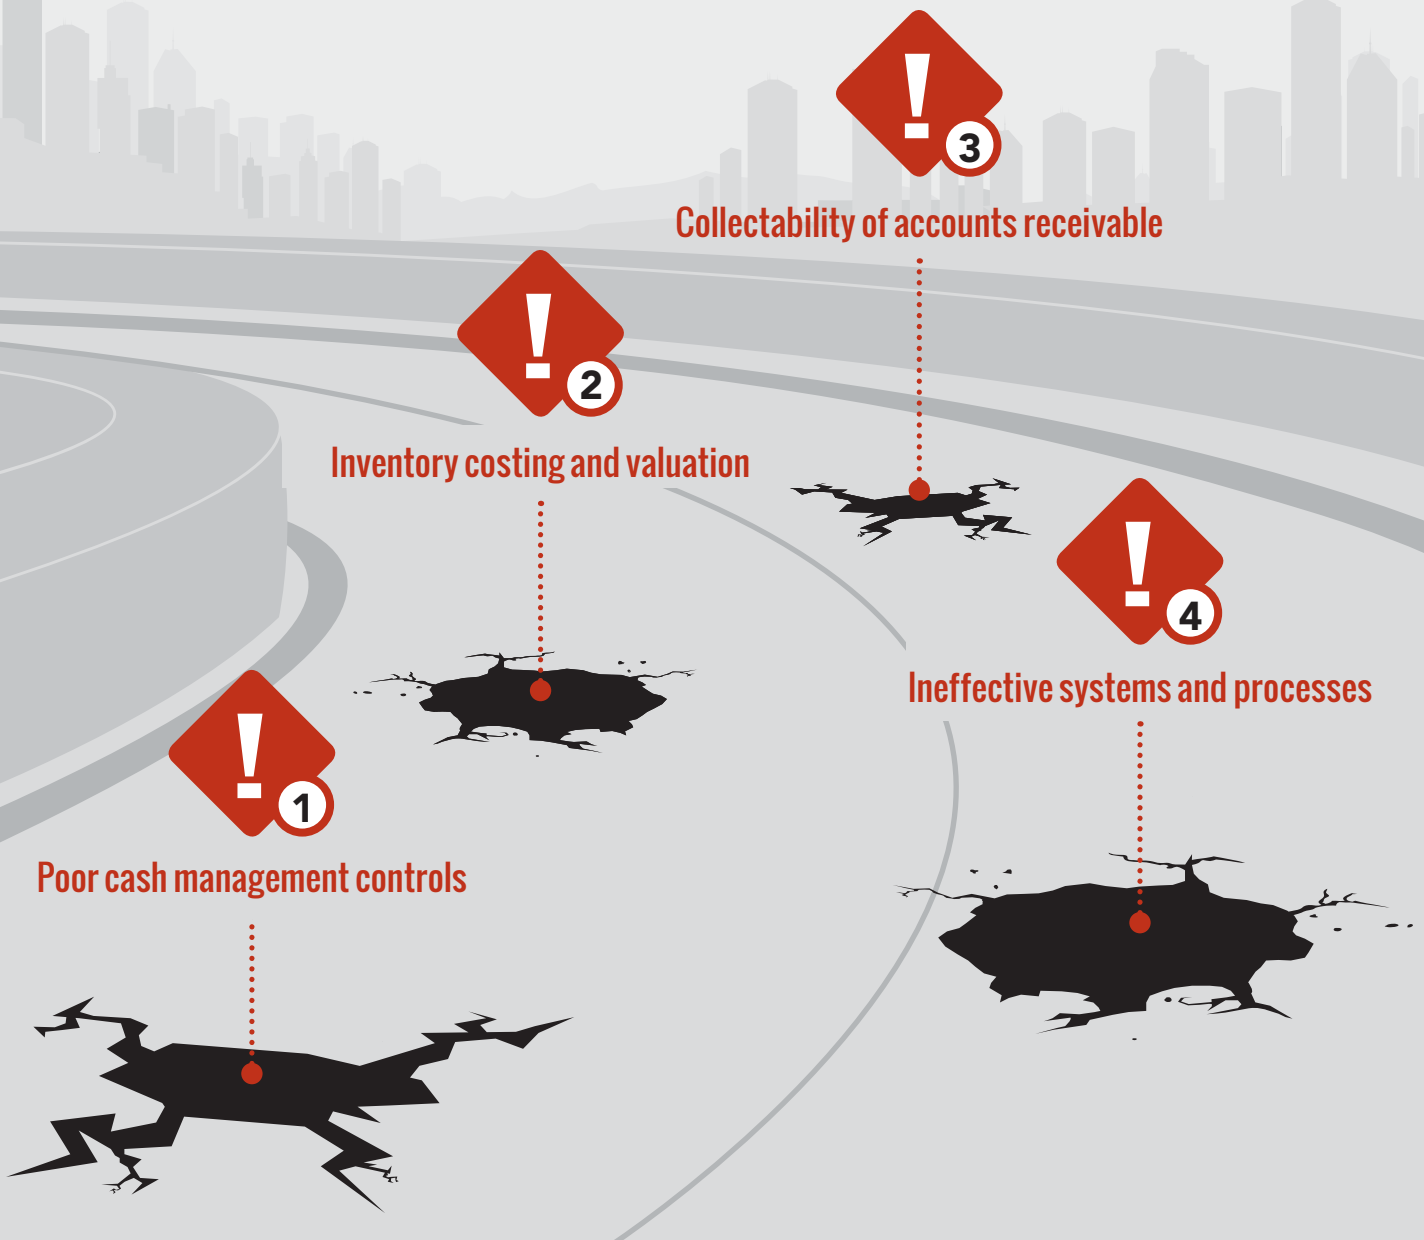 !
1
Poor cash management controls
!
2
Inventory costing and valuation
!
3
Collectability of accounts receivable
!
4
Ineffective systems and processes